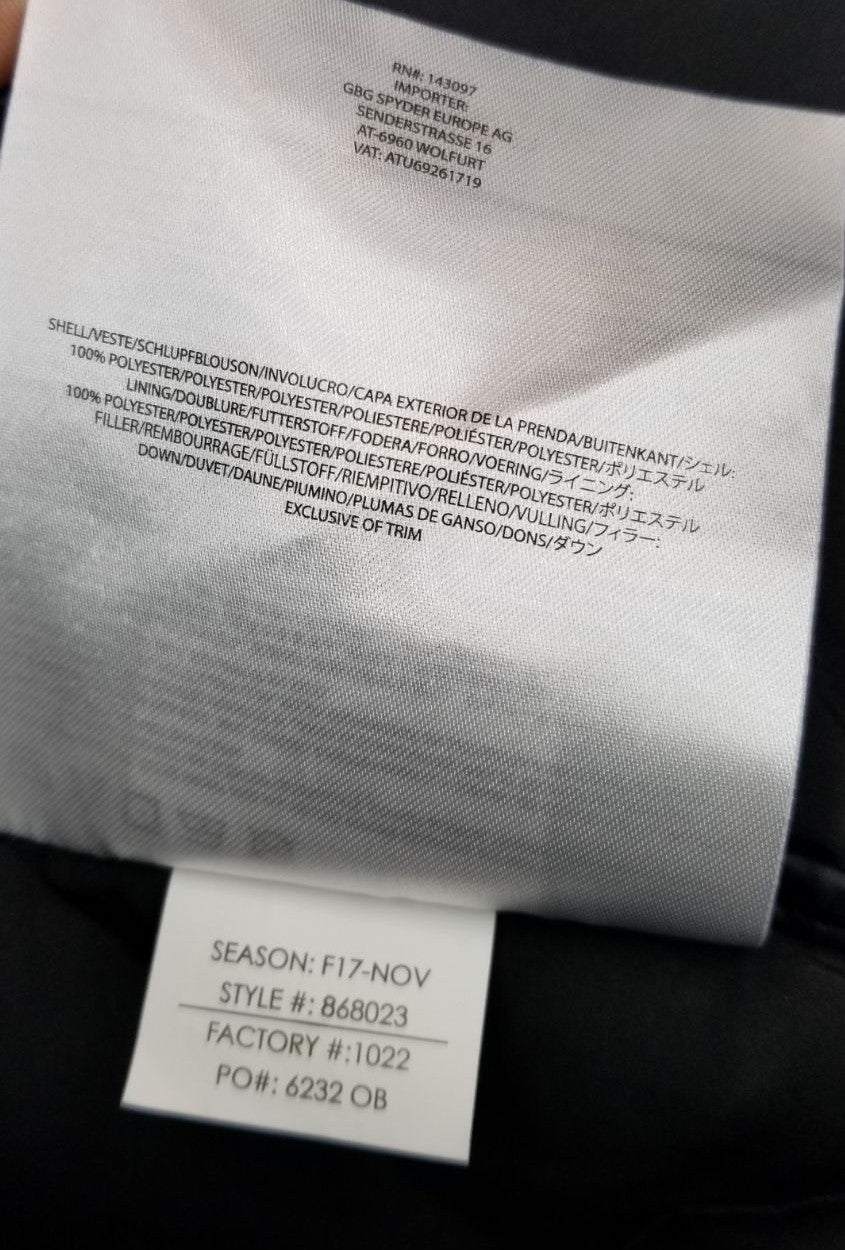 RN#: 143097
IMPORTER:
GBG SPYDER EUROPE AG
SENDERSTRASSE 16
AT-6960 WOLFURT
VAT: ATU69261719
SHELL/VESTE/SCHLUPFBLOUSON/INVOLUCRO/CAPA EXTERIOR DE LA PRENDA/BUITENKANT/シェル:
100% POLYESTER/POLYESTER/POLYESTER/POLIESTERE/POLIÉSTER/POLYESTER/ポリエステル
LINING/DOUBLURE/FUTTERSTOFF/FODERA/FORRO/VOERING/ライニング:
100% POLYESTER/POLYESTER/POLYESTER/POLIESTERE/POLIÉSTER/POLYESTER/ポリエステル
FILLER/REMBOURRAGE/FÜLLSTOFF/RIEMPITIVO/RELLENO/VULLING/フィラー:
DOWN/DUVET/DAUNE/PIUMINO/PLUMAS DE GANSO/DONS/ダウン
EXCLUSIVE OF TRIM
SEASON: F17-NOV
STYLE #: 868023
FACTORY #:1022
PO#: 6232 OB